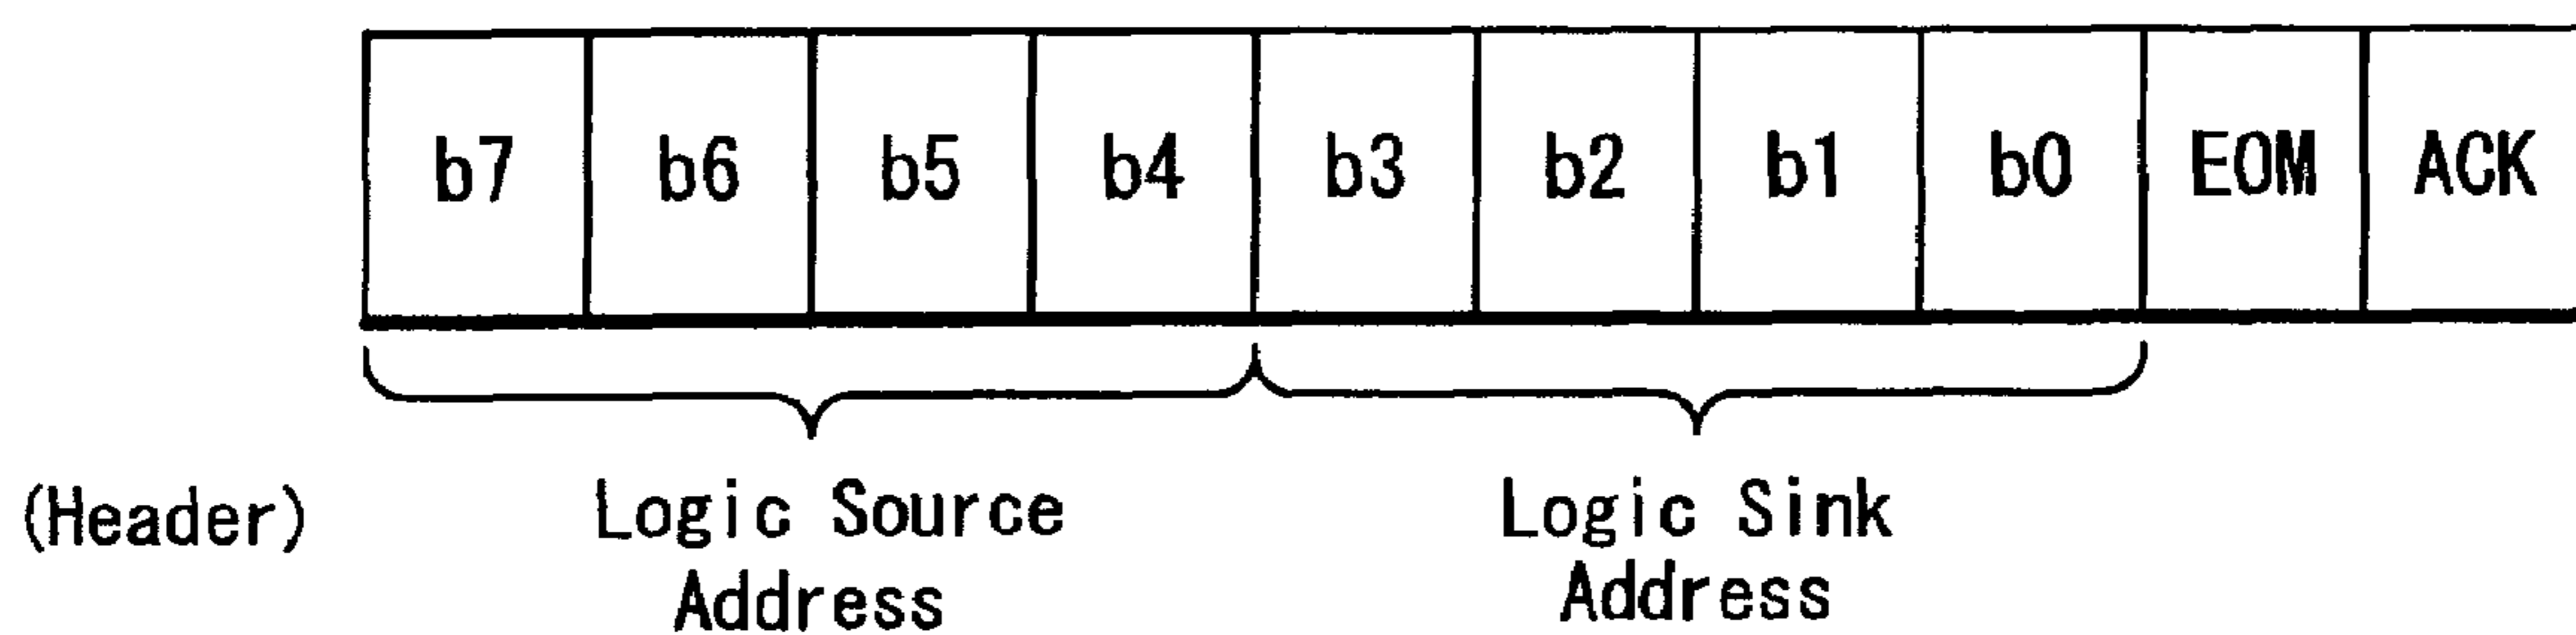 b7 b6 b5 b4 b3 b2 b1 b0 EOM ACK
(Header)
Logic Source
Address
Logic Sink
Address